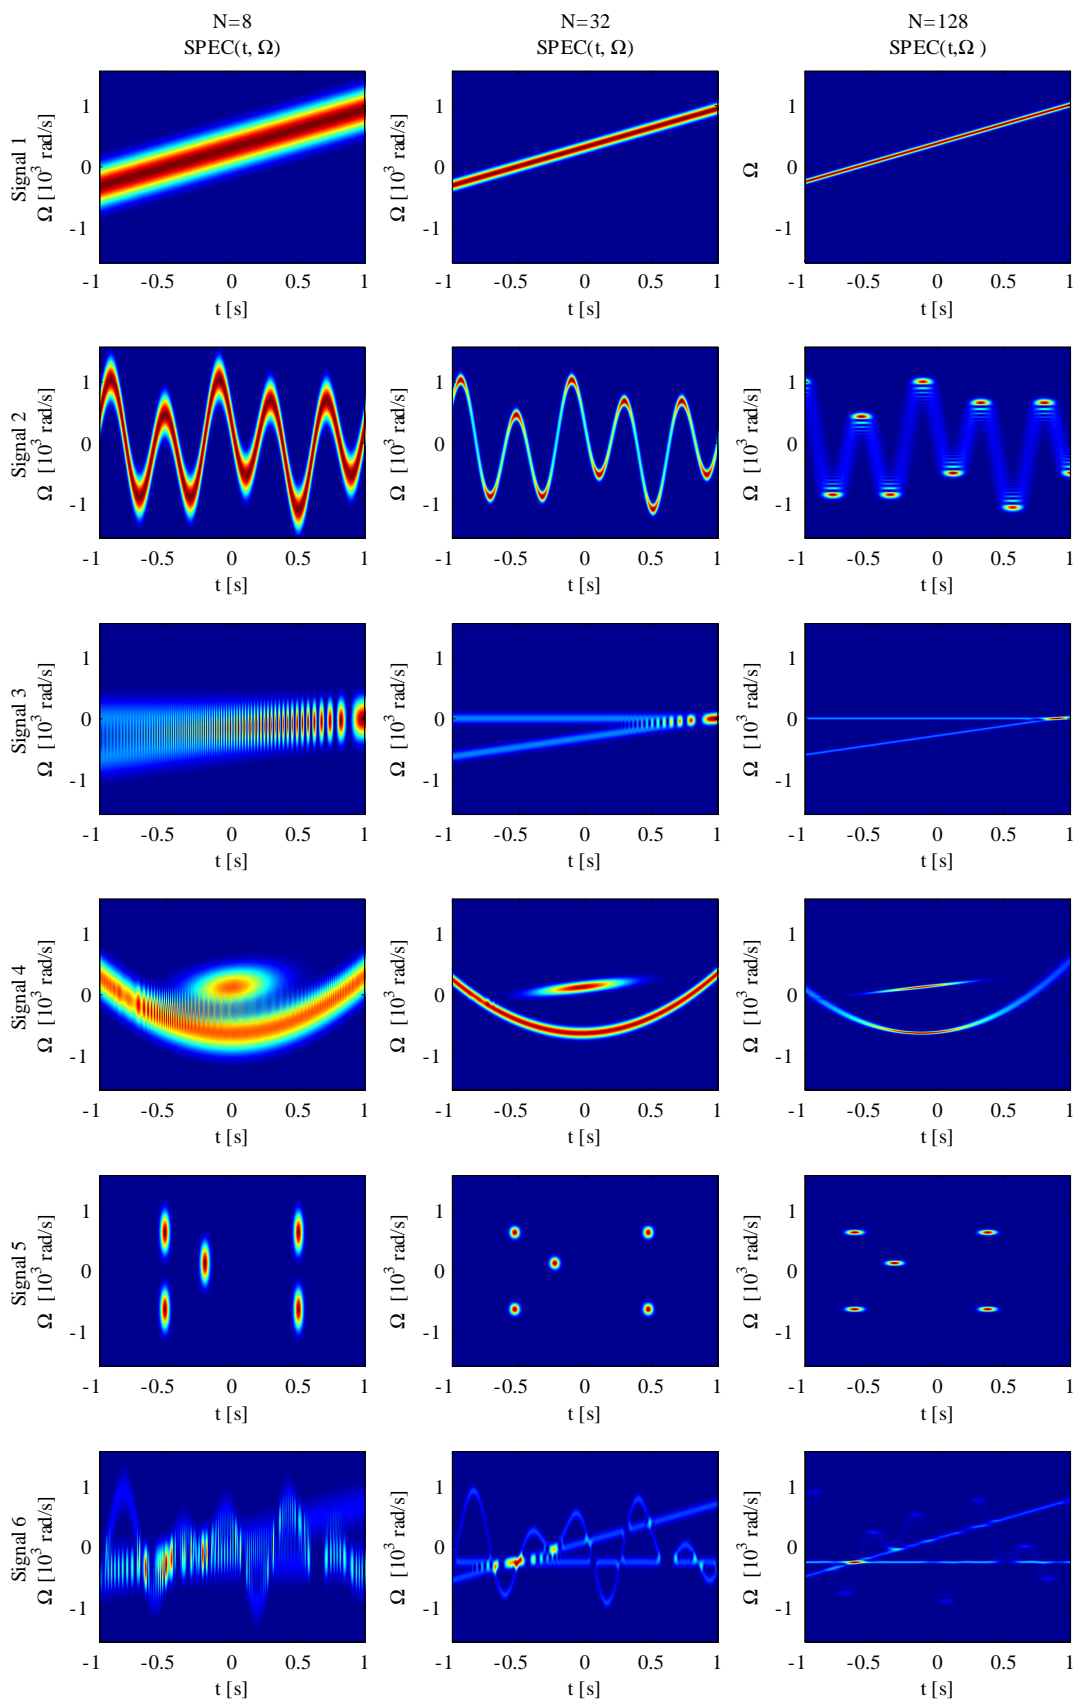 N=8 N=32 N=128
SPEC(t, Ω) SPEC(t, Ω) SPEC(t,Ω )
Signal 1
Ω [10³ rad/s] Ω [10³ rad/s] Ω
1 1 1
0 0 0
-1 -1 -1
-1 -0.5 0 0.5 1 -1 -0.5 0 0.5 1 -1 -0.5 0 0.5 1
t [s] t [s] t [s]
Signal 2
Ω [10³ rad/s] Ω [10³ rad/s] Ω [10³ rad/s]
1 1 1
0 0 0
-1 -1 -1
-1 -0.5 0 0.5 1 -1 -0.5 0 0.5 1 -1 -0.5 0 0.5 1
t [s] t [s] t [s]
Signal 3
Ω [10³ rad/s] Ω [10³ rad/s] Ω [10³ rad/s]
1 1 1
0 0 0
-1 -1 -1
-1 -0.5 0 0.5 1 -1 -0.5 0 0.5 1 -1 -0.5 0 0.5 1
t [s] t [s] t [s]
Signal 4
Ω [10³ rad/s] Ω [10³ rad/s] Ω [10³ rad/s]
1 1 1
0 0 0
-1 -1 -1
-1 -0.5 0 0.5 1 -1 -0.5 0 0.5 1 -1 -0.5 0 0.5 1
t [s] t [s] t [s]
Signal 5
Ω [10³ rad/s] Ω [10³ rad/s] Ω [10³ rad/s]
1 1 1
0 0 0
-1 -1 -1
-1 -0.5 0 0.5 1 -1 -0.5 0 0.5 1 -1 -0.5 0 0.5 1
t [s] t [s] t [s]
Signal 6
Ω [10³ rad/s] Ω [10³ rad/s] Ω [10³ rad/s]
1 1 1
0 0 0
-1 -1 -1
-1 -0.5 0 0.5 1 -1 -0.5 0 0.5 1 -1 -0.5 0 0.5 1
t [s] t [s] t [s]